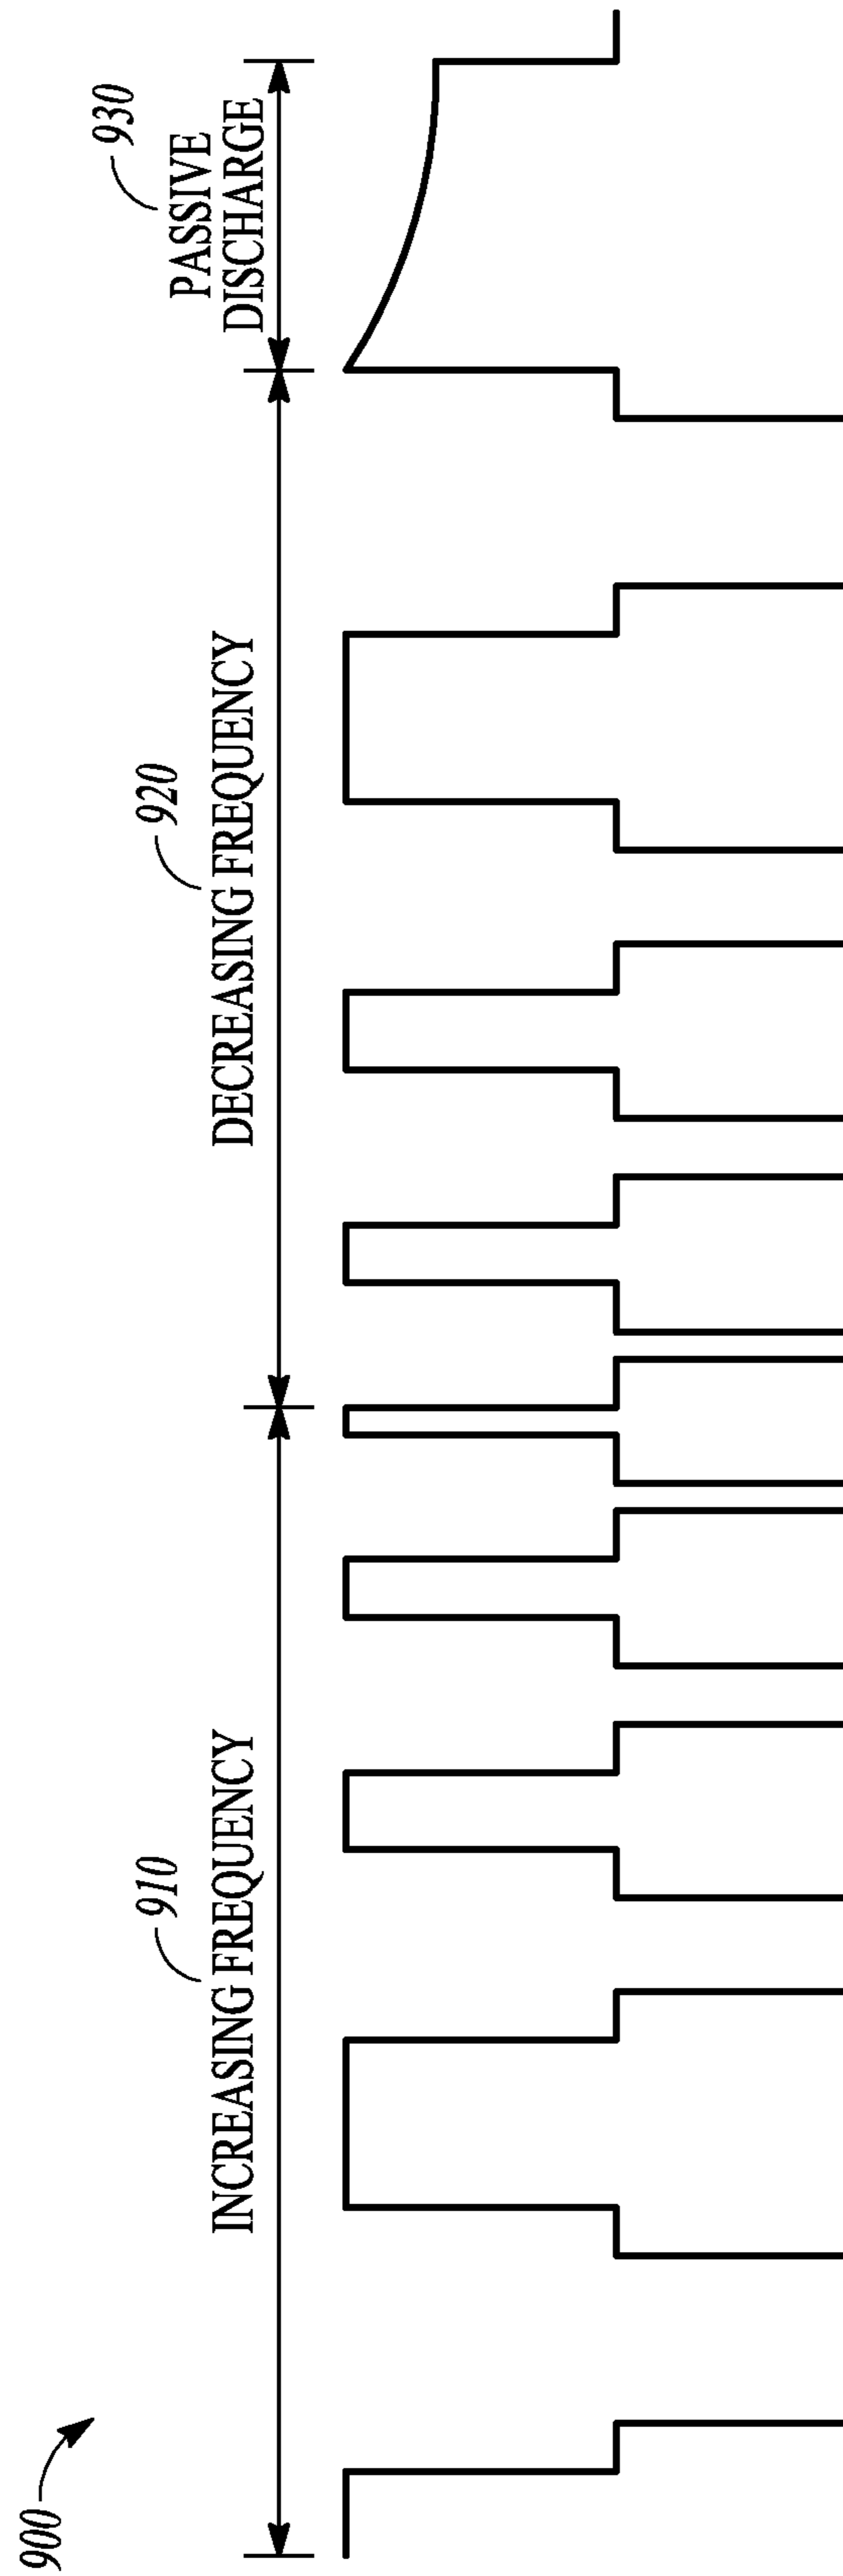 900
910
INCREASING FREQUENCY
920
DECREASING FREQUENCY
930
PASSIVE
DISCHARGE